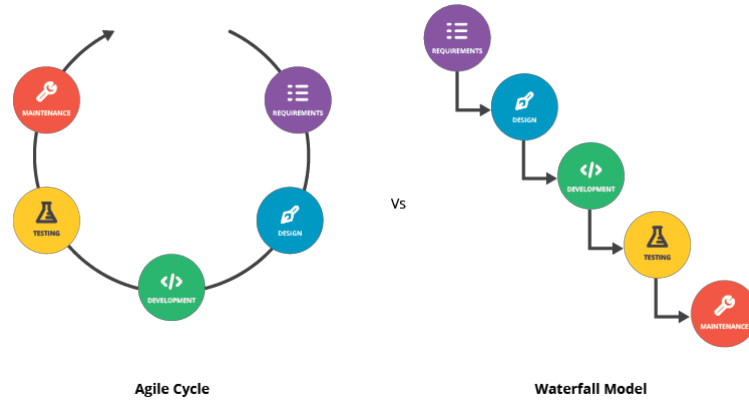 MAINTENANCE
REQUIREMENTS
TESTING
DESIGN
</>
DEVELOPMENT
Agile Cycle
Vs
REQUIREMENTS
DESIGN
</>
DEVELOPMENT
TESTING
MAINTENANCE
Waterfall Model